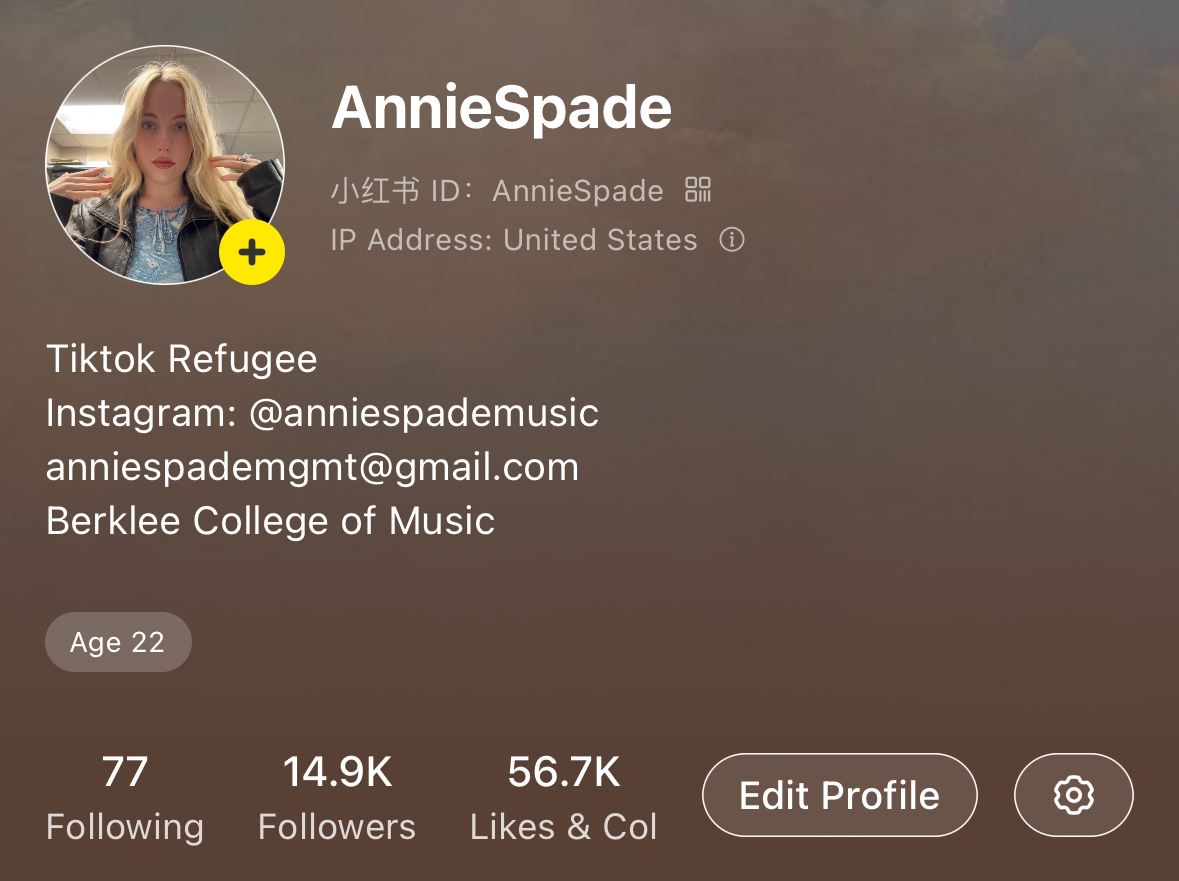 AnnieSpade
小红书 ID: AnnieSpade
IP Address: United States
Tiktok Refugee
Instagram: @anniespademusic
anniespademgmt@gmail.com
Berklee College of Music
Age 22
77
Following
14.9K
Followers
56.7K
Likes & Col
Edit Profile